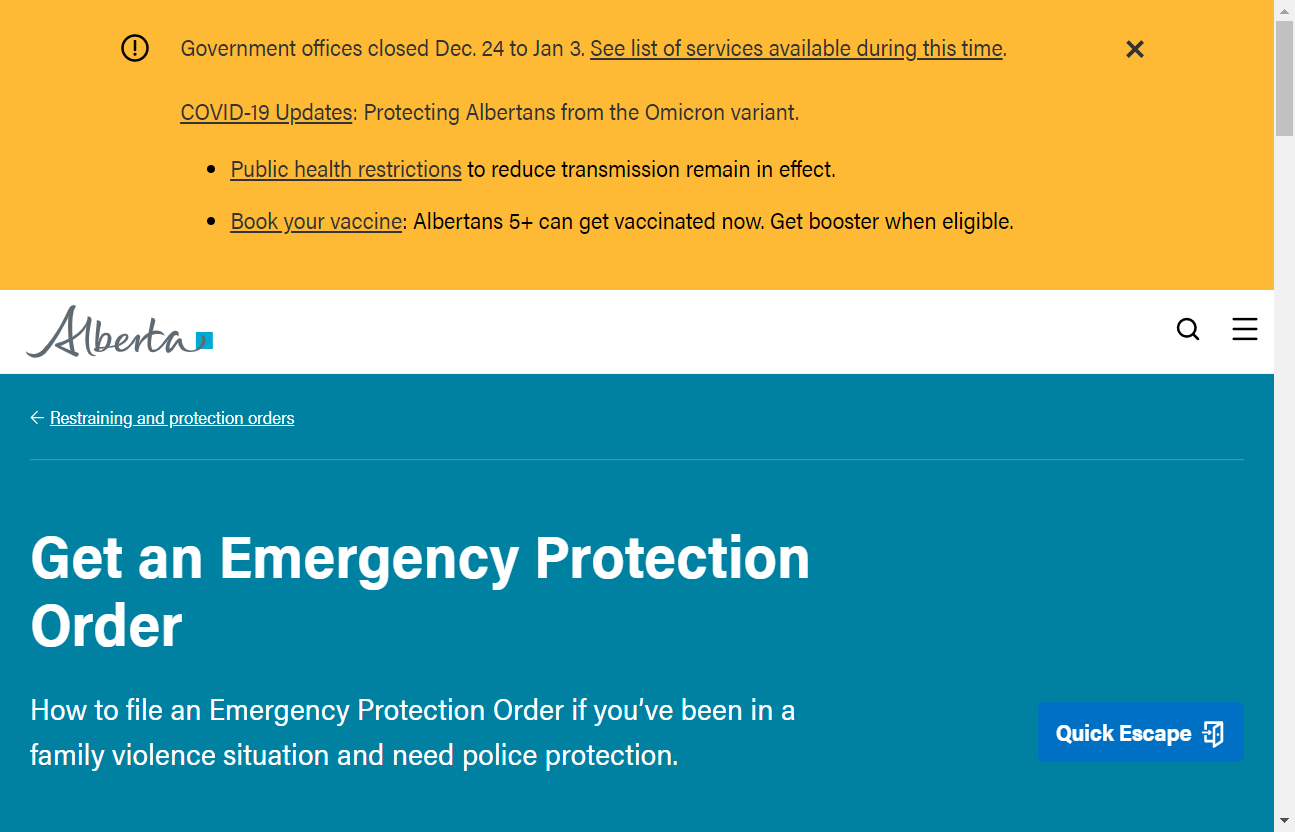 Government offices closed Dec. 24 to Jan 3. See list of services available during this time.
COVID-19 Updates: Protecting Albertans from the Omicron variant.
• Public health restrictions to reduce transmission remain in effect.
• Book your vaccine: Albertans 5+ can get vaccinated now. Get booster when eligible.
Alberta
← Restraining and protection orders
Get an Emergency Protection
Order
How to file an Emergency Protection Order if you’ve been in a
family violence situation and need police protection.
Quick Escape